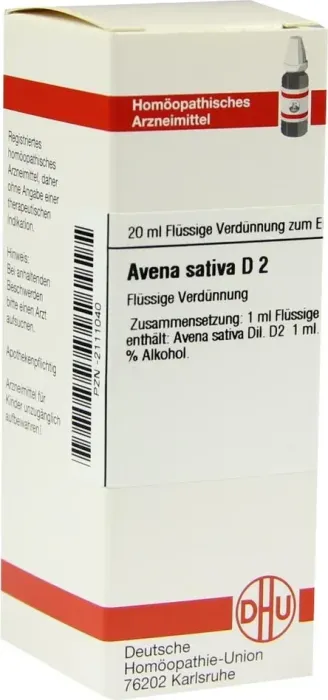 Homöopathisches
Arzneimittel
20 ml Flüssige Verdünnung zum E
Avena sativa D 2
Flüssige Verdünnung
Zusammensetzung: 1 ml Flüssige
enthält: Avena sativa Dil. D2 1 ml.
% Alkohol.
DHU
Deutsche
Homöopathie-Union
76202 Karlsruhe
Registriertes
homöopathisches
Arzneimittel, daher
ohne Angabe einer
therapeutischen
Indikation.
Hinweis:
Bei anhaltenden
Beschwerden
bitte einen Arzt
aufsuchen.
Apothekenpflichtig
Arzneimittel für
Kinder unzugänglich
aufbewahren!
PZN -2111040